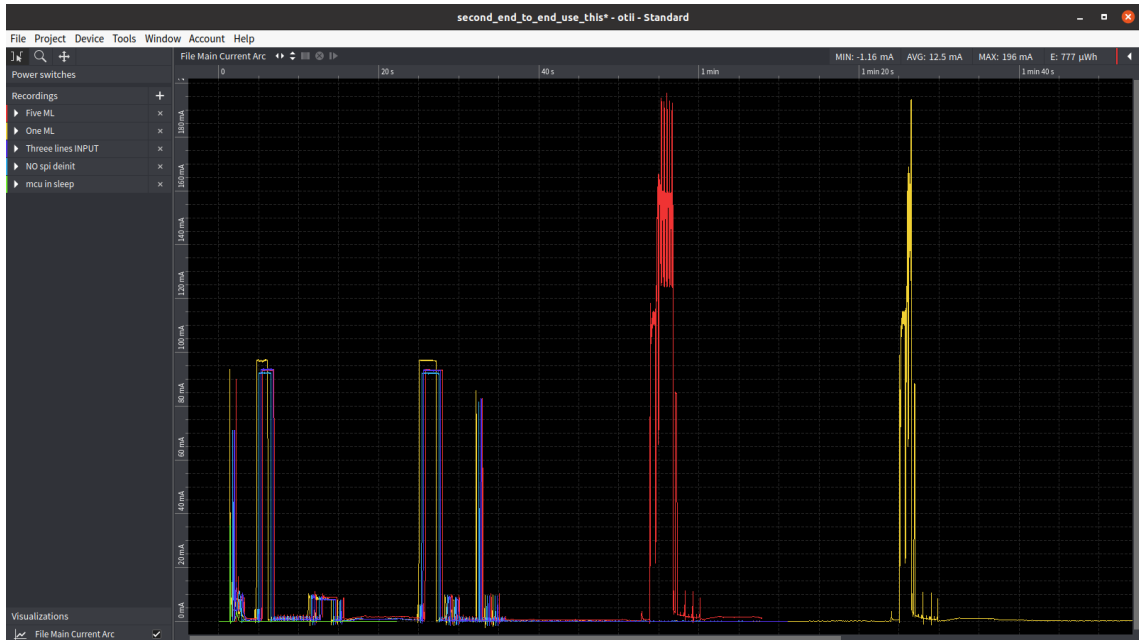 second_end_to_end_use_this* - otii - Standard
File Project Device Tools Window Account Help
File Main Current Arc
MIN: -1.16 mA AVG: 12.5 mA MAX: 196 mA E: 777 µWh
Power switches
0 20 s 40 s 1 min 1 min 20 s 1 min 40 s
Recordings +
Five ML ×
One ML ×
Threee lines INPUT ×
NO spi deinit ×
mcu in sleep ×
180 mA
160 mA
140 mA
120 mA
100 mA
80 mA
60 mA
40 mA
20 mA
0 mA
Visualizations
File Main Current Arc